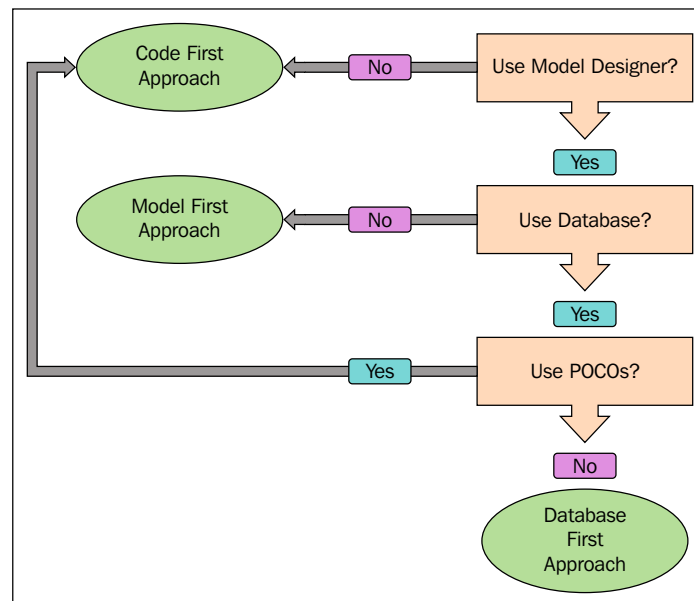 Code First
Approach
No
Use Model Designer?
Yes
Model First
Approach
No
Use Database?
Yes
Yes
Use POCOs?
No
Database
First
Approach